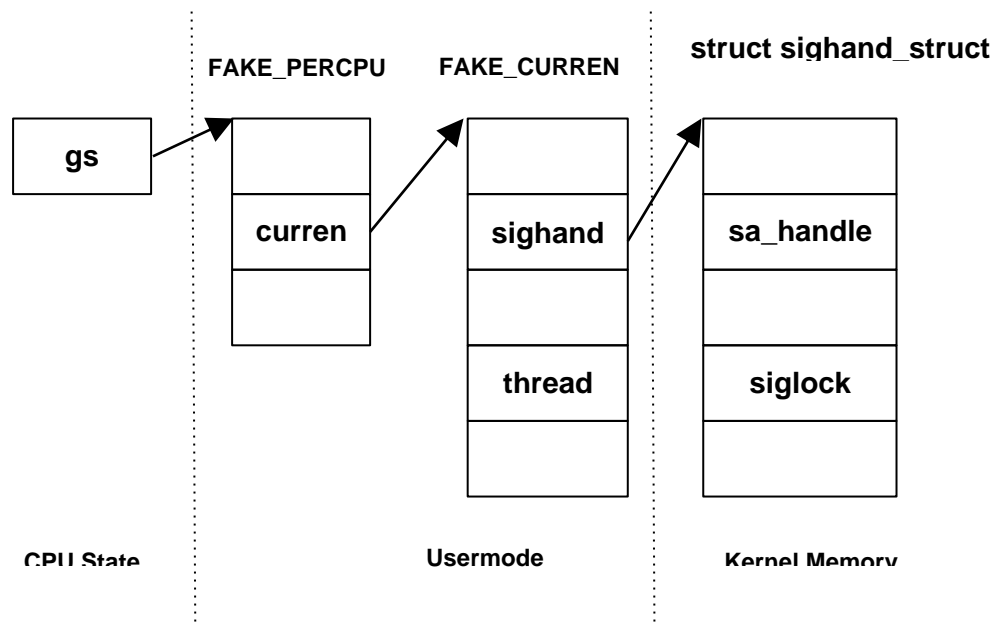 struct sighand_struct
FAKE_PERCPU
FAKE_CURREN
gs
curren
sighand
sa_handle
thread
siglock
CPU State
Usermode
Kernel Memory